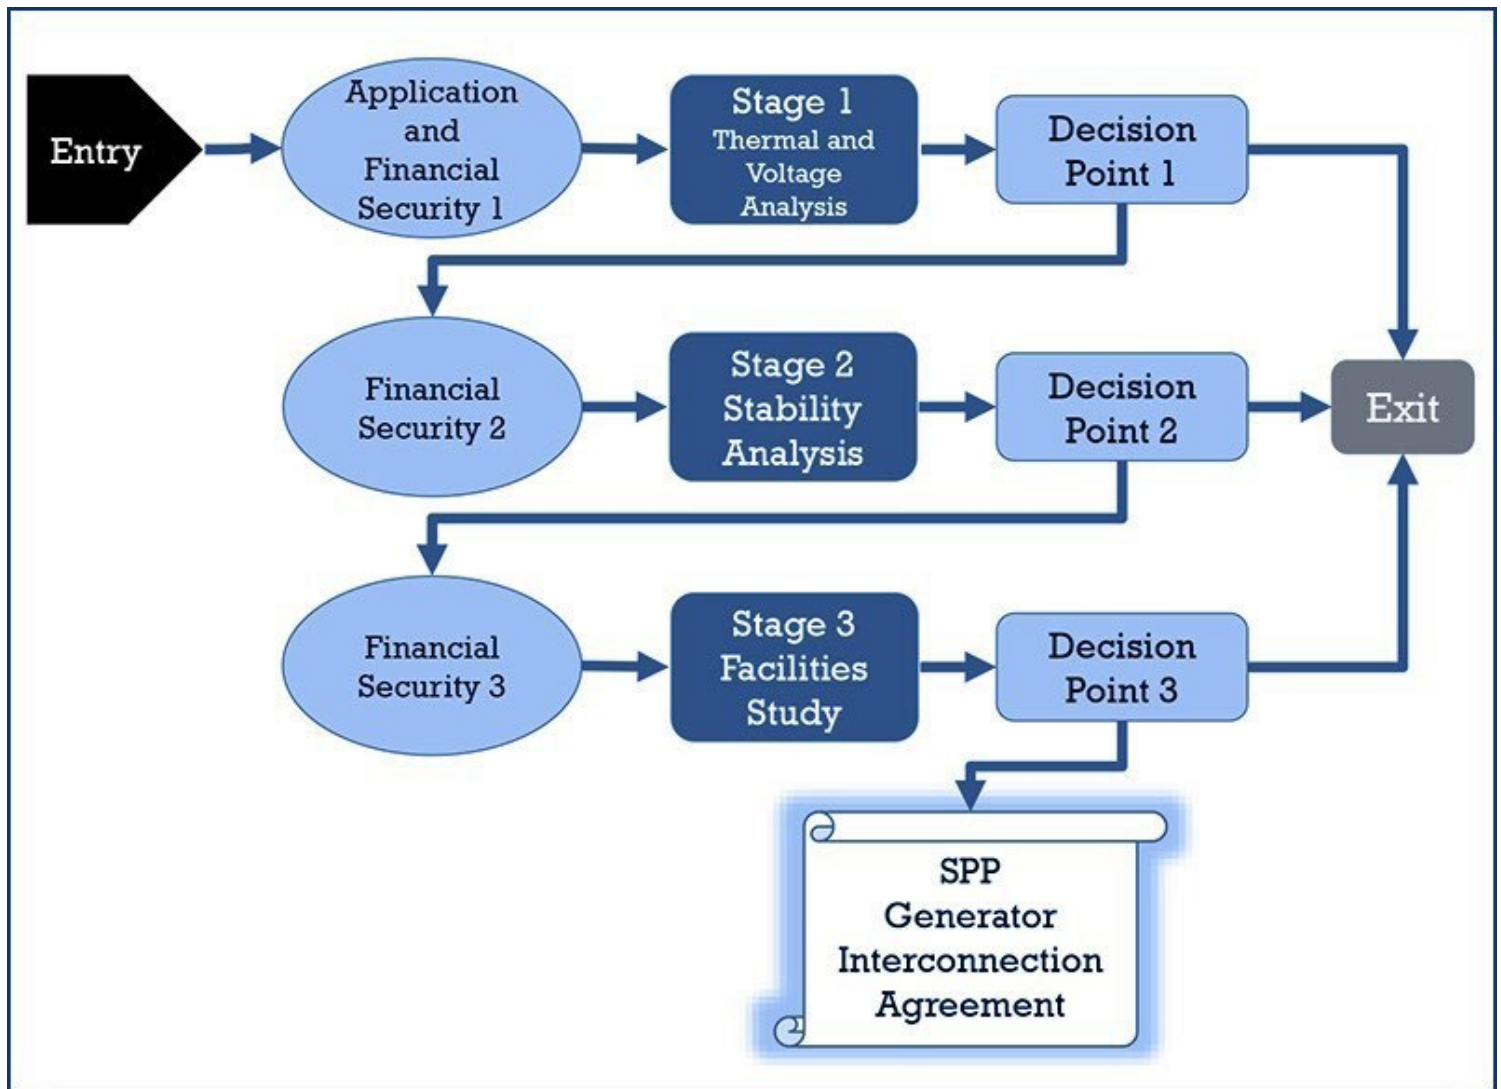 Entry
Application
and
Financial
Security 1
Stage 1
Thermal and
Voltage
Analysis
Decision
Point 1
Financial
Security 2
Stage 2
Stability
Analysis
Decision
Point 2
Exit
Financial
Security 3
Stage 3
Facilities
Study
Decision
Point 3
SPP
Generator
Interconnection
Agreement